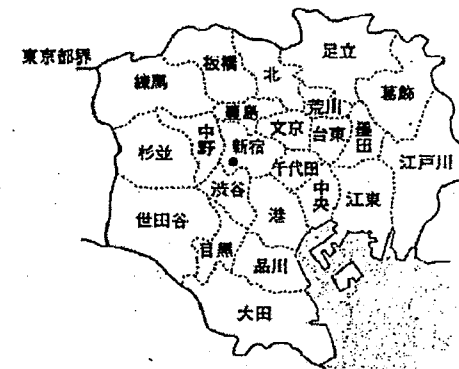 足立
東京都界
板橋
北
練馬
葛飾
荒川
豊島
文京
台東
墨田
中野
杉並
新宿
江戸川
千代田
渋谷
中央
江東
港
世田谷
目黒
品川
大田